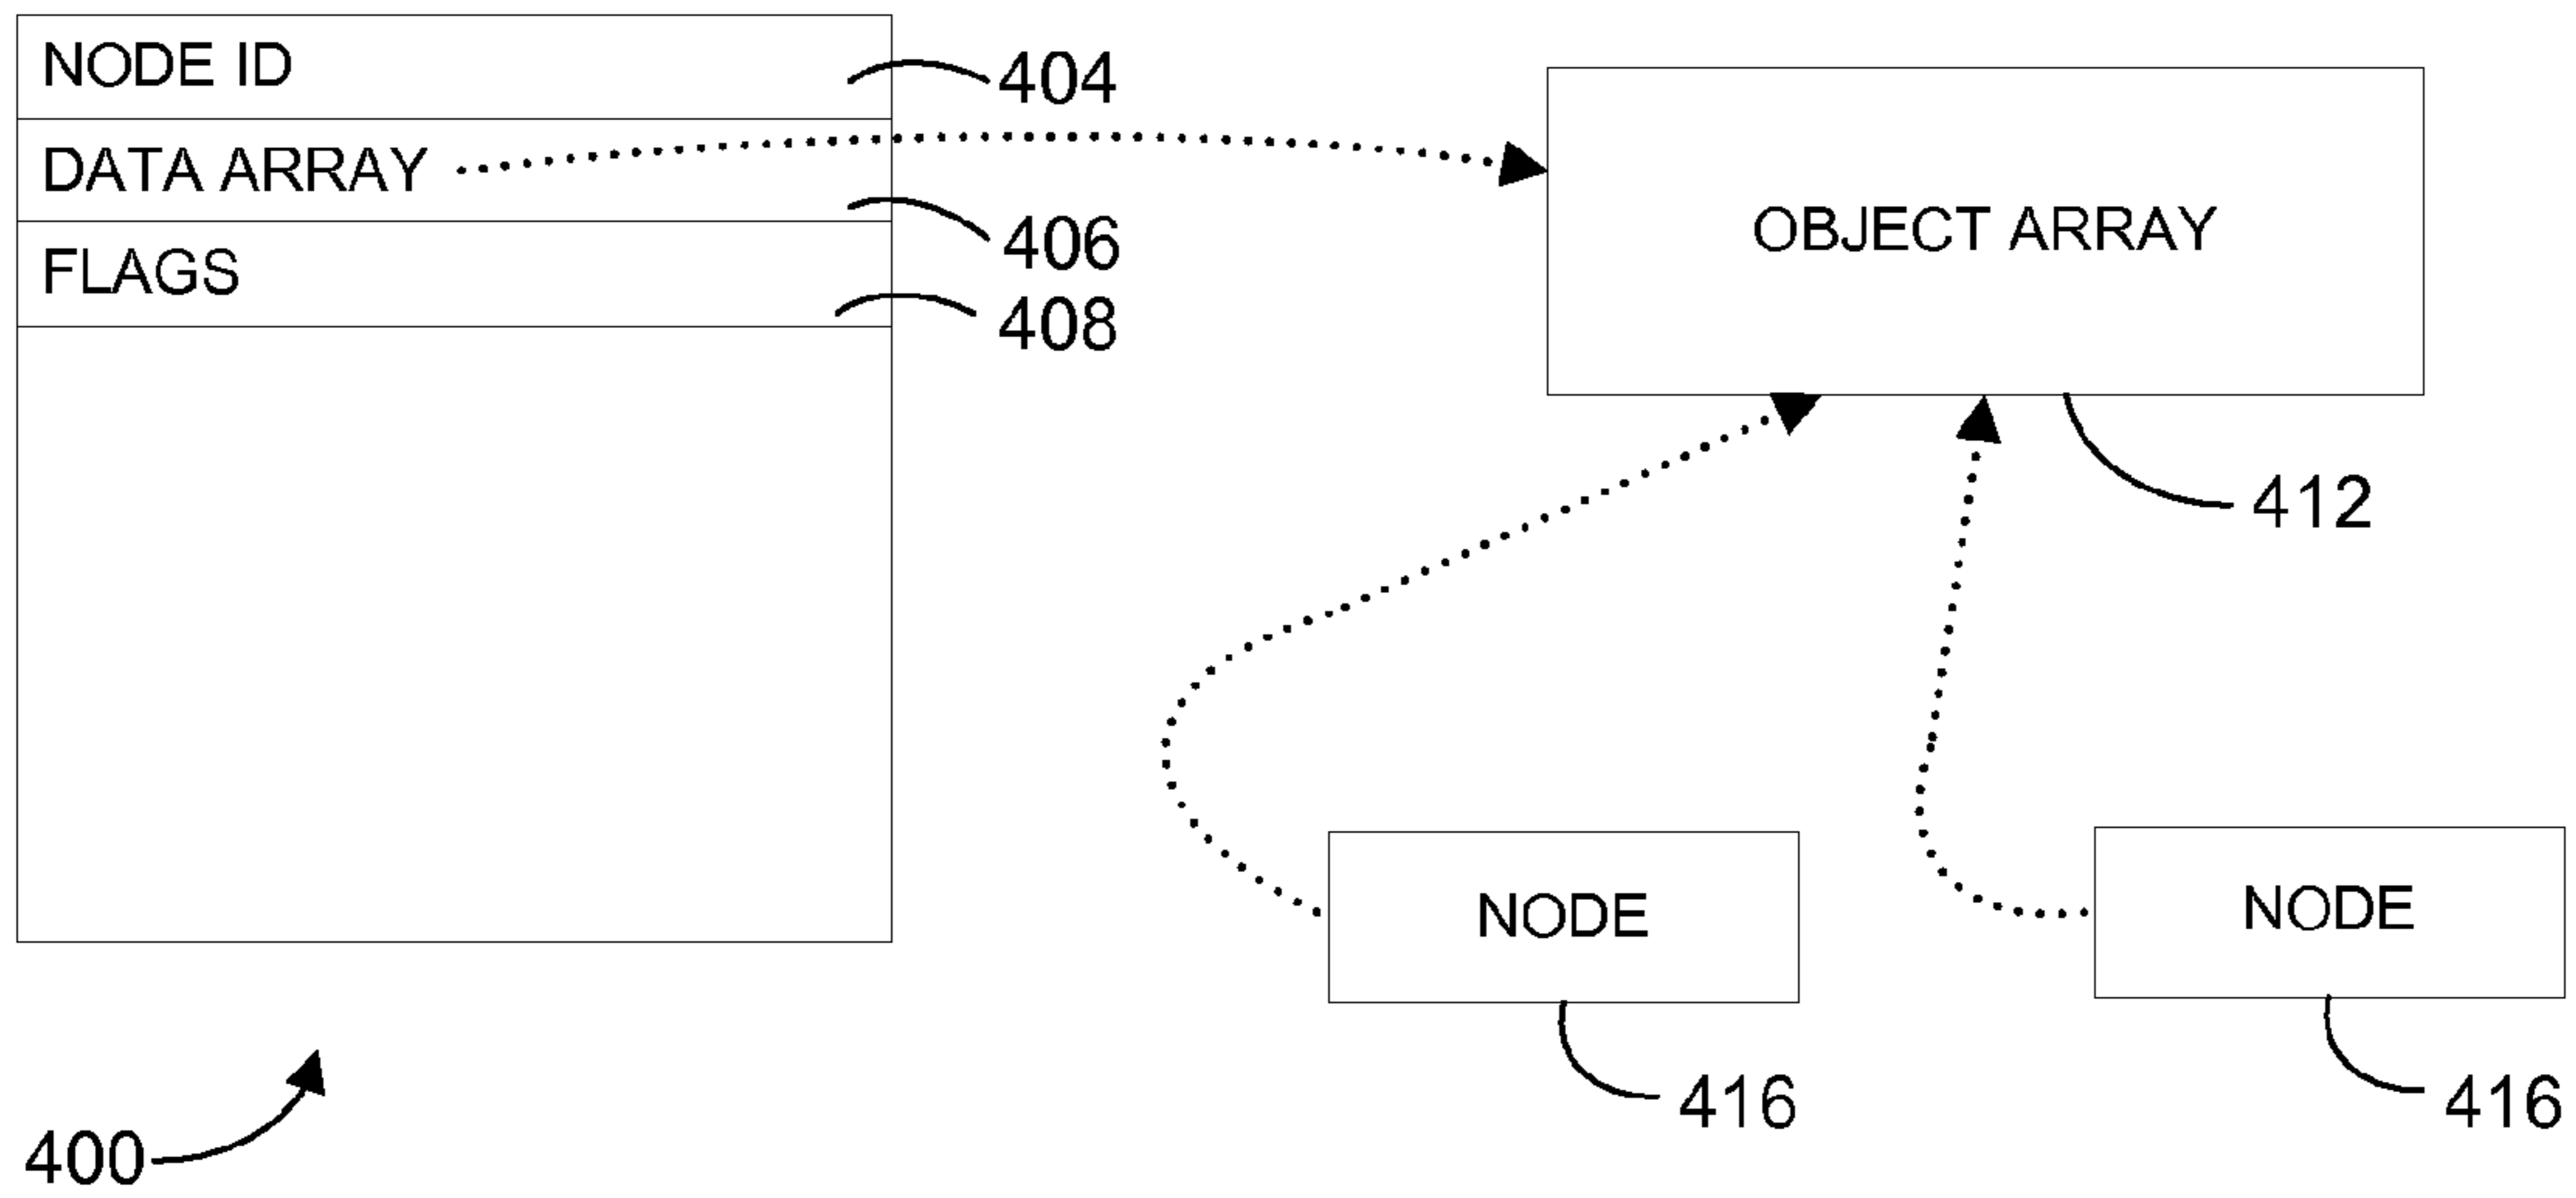 NODE ID
404
DATA ARRAY
406
FLAGS
408
OBJECT ARRAY
412
NODE
416
NODE
416
400